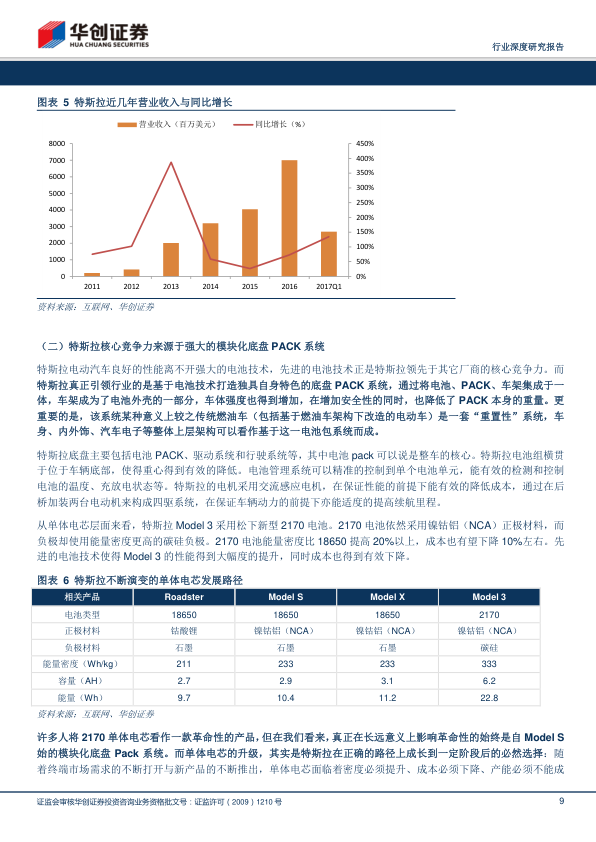 华创证券
HUA CHUANG SECURITIES
行业深度研究报告
图表 5 特斯拉近几年营业收入与同比增长
营业收入（百万美元） 同比增长（%）
8000 450%
7000 400%
6000 350%
5000 300%
4000 250%
3000 200%
2000 150%
1000 100%
0 50%
0%
2011 2012 2013 2014 2015 2016 2017Q1
资料来源：互联网、华创证券
（二）特斯拉核心竞争力来源于强大的模块化底盘 PACK 系统
特斯拉电动汽车良好的性能离不开强大的电池技术，先进的电池技术正是特斯拉领先于其它厂商的核心竞争力。而
特斯拉真正引领行业的是基于电池技术打造独具自身特色的底盘 PACK 系统，通过将电池、PACK、车架集成于一
体，车架成为了电池外壳的一部分，车体强度也得到增加，在增加安全性的同时，也降低了 PACK 本身的重量。更
重要的是，该系统某种意义上较之传统燃油车（包括基于燃油车架构下改造的电动车）是一套“重置性”系统，车
身、内外饰、汽车电子等整体上层架构可以看作基于这一电池包系统而成。
特斯拉底盘主要包括电池 PACK、驱动系统和行驶系统等，其中电池 pack 可以说是整车的核心。特斯拉电池组横贯
于位于车辆底部，使得重心得到有效的降低。电池管理系统可以精准的控制到单个电池单元，能有效的检测和控制
电池的温度、充放电状态等。特斯拉的电机采用交流感应电机，在保证性能的前提下能有效的降低成本，通过在后
桥加装两台电动机来构成四驱系统，在保证车辆动力的前提下亦能适度的提高续航里程。
从单体电芯层面来看，特斯拉 Model 3 采用松下新型 2170 电池。2170 电池依然采用镍钴铝（NCA）正极材料，而
负极却使用能量密度更高的碳硅负极。2170 电池能量密度比 18650 提高 20%以上，成本也有望下降 10%左右。先
进的电池技术使得 Model 3 的性能得到大幅度的提升，同时成本也得到有效下降。
图表 6 特斯拉不断演变的单体电芯发展路径
相关产品 Roadster Model S Model X Model 3
电池类型 18650 18650 18650 2170
正极材料 钴酸锂 镍钴铝（NCA） 镍钴铝（NCA） 镍钴铝（NCA）
负极材料 石墨 石墨 石墨 碳硅
能量密度（Wh/kg） 211 233 233 333
容量（AH） 2.7 2.9 3.1 6.2
能量（Wh） 9.7 10.4 11.2 22.8
资料来源：互联网、华创证券
许多人将 2170 单体电芯看作一款革命性的产品，但在我们看来，真正在长远意义上影响革命性的始终是自 Model S
始的模块化底盘 Pack 系统。而单体电芯的升级，其实是特斯拉在正确的路径上成长到一定阶段后的必然选择：随
着终端市场需求的不断打开与新产品的不断推出，单体电芯面临着密度必须提升、成本必须下降、产能必须不能成
证监会审核华创证券投资咨询业务资格批文号：证监许可（2009）1210 号 9